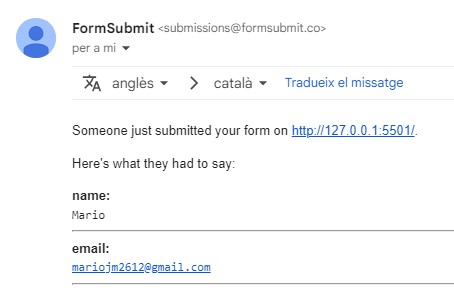 FormSubmit <submissions@formsubmit.co>
per a mi
anglès > català Tradueix el missatge
Someone just submitted your form on http://127.0.0.1:5501/.
Here's what they had to say:
name:
Mario
email:
mariojm2612@gmail.com